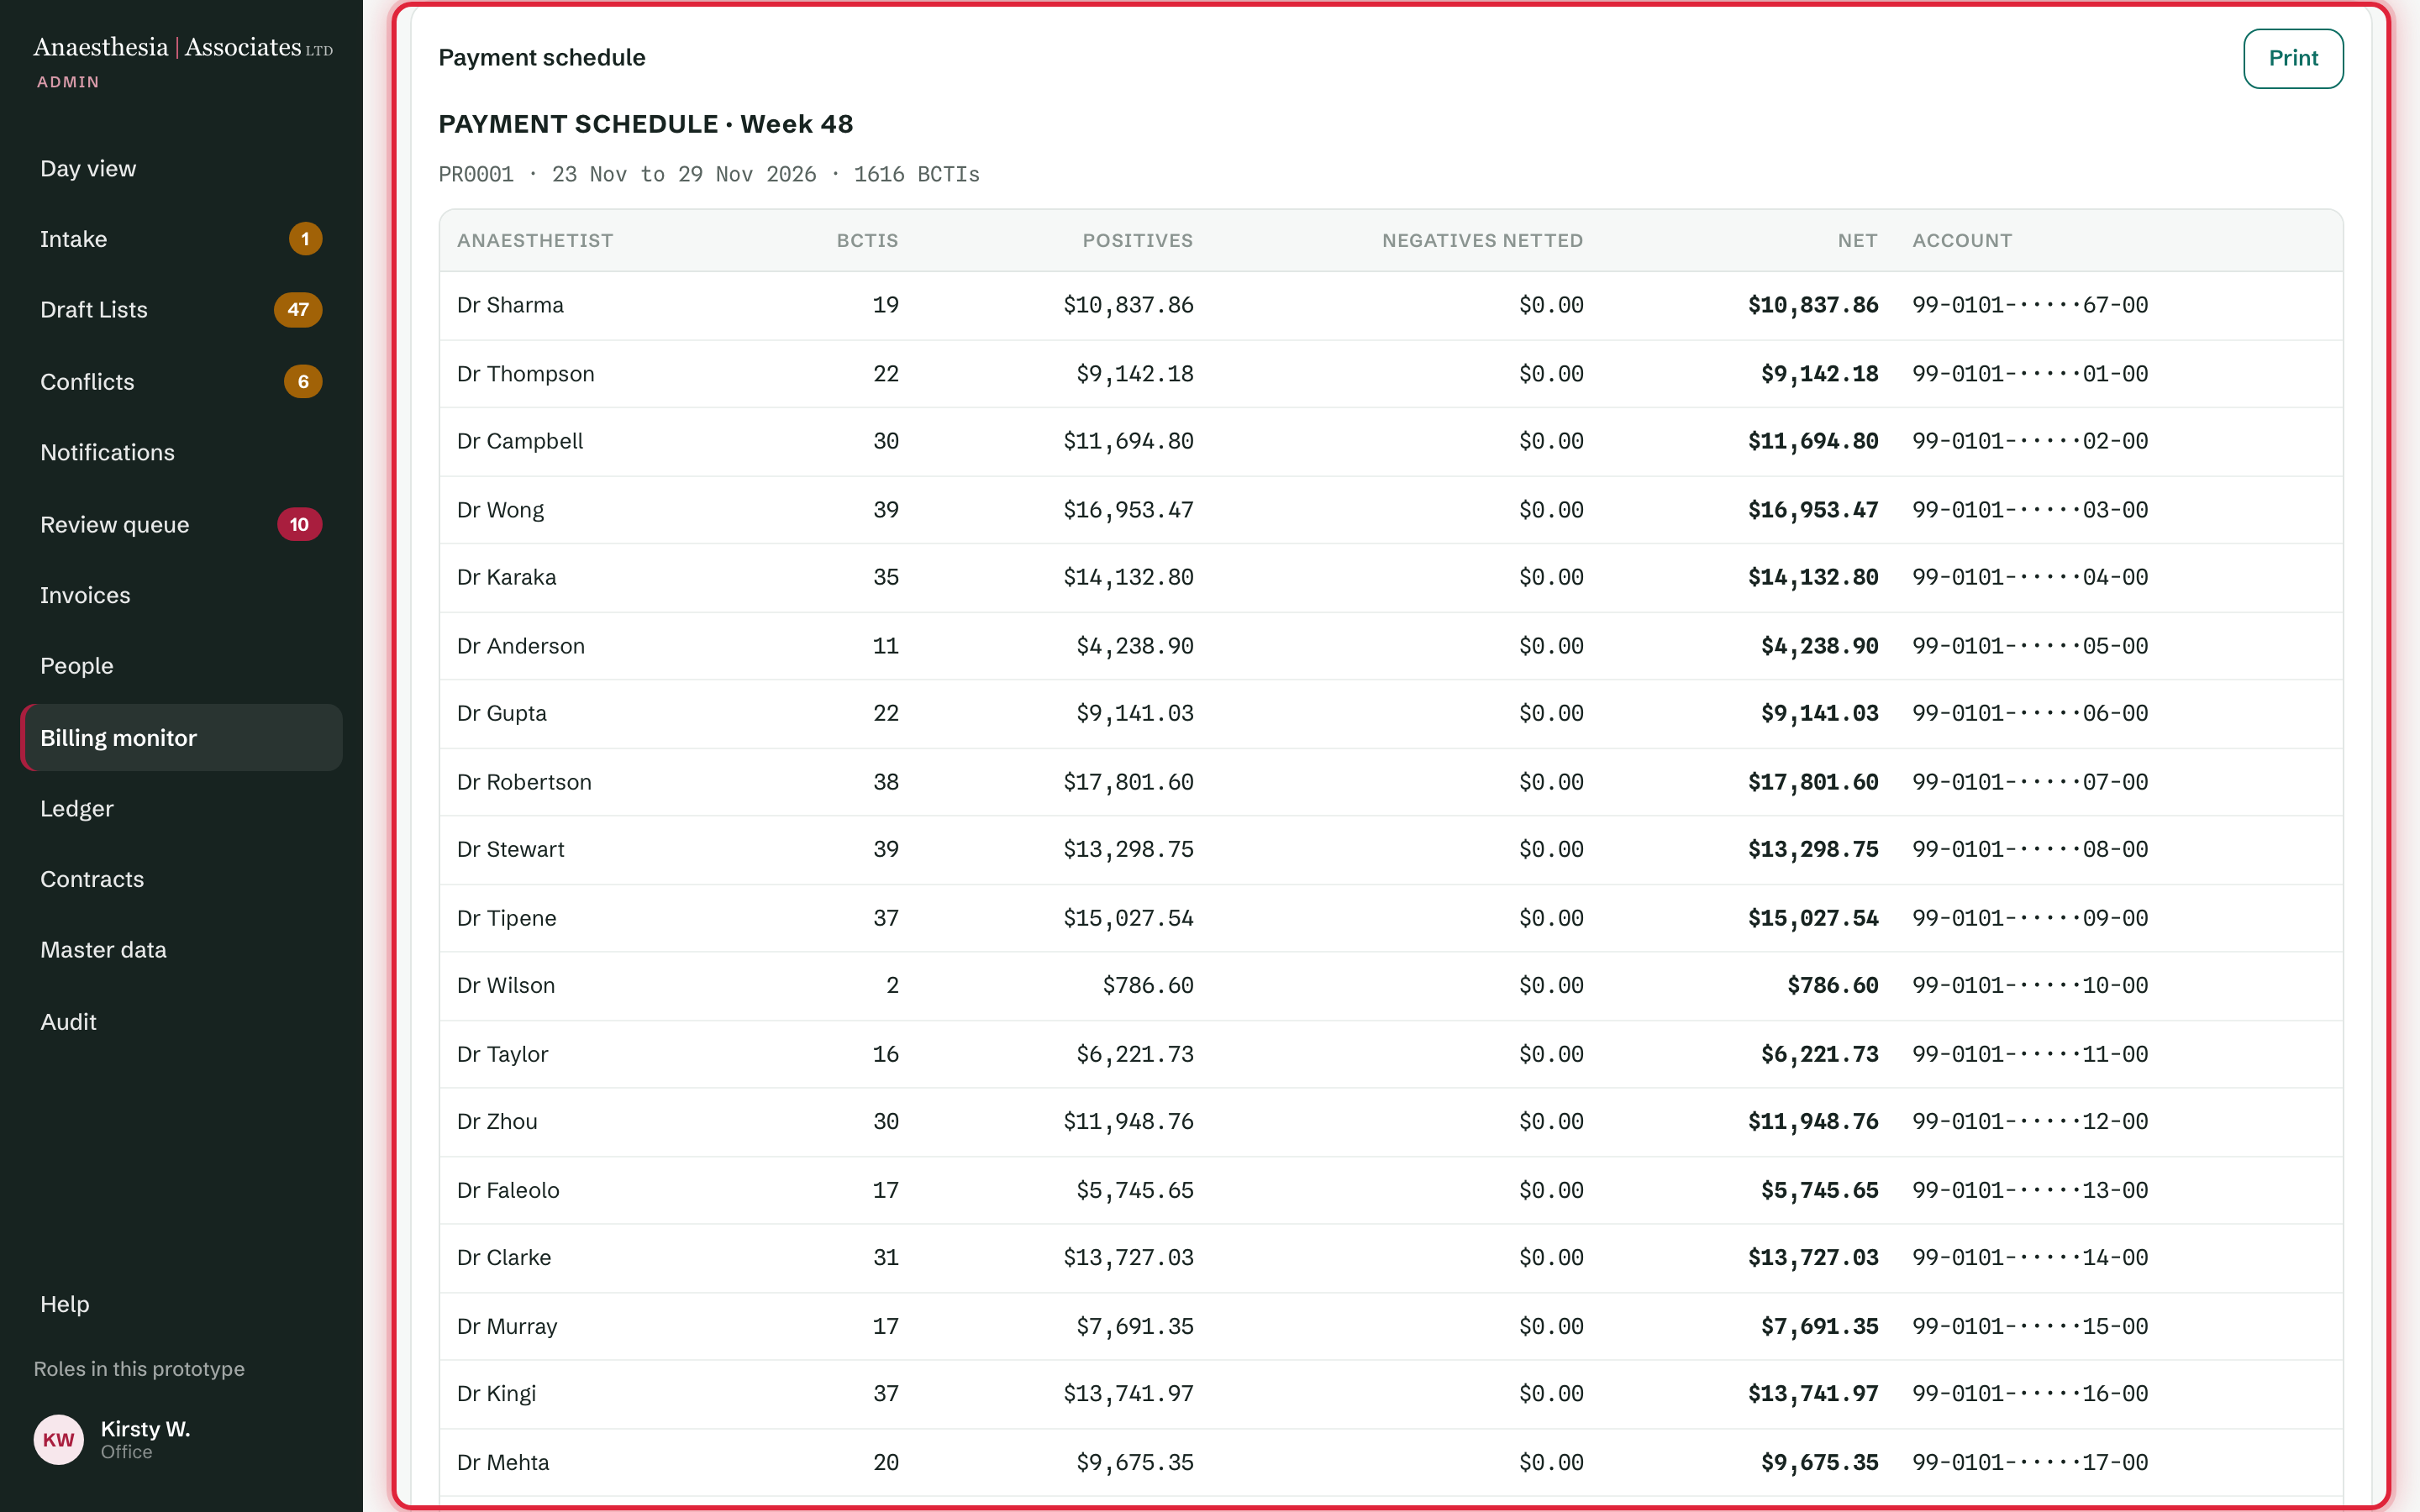 Anaesthesia | Associates LTD
ADMIN
Day view
Intake 1
Draft Lists 47
Conflicts 6
Notifications
Review queue 10
Invoices
People
Billing monitor
Ledger
Contracts
Master data
Audit
Help
Roles in this prototype
KW Kirsty W.
Office
Payment schedule Print
PAYMENT SCHEDULE · Week 48
PR0001 · 23 Nov to 29 Nov 2026 · 1616 BCTIs
ANAESTHETIST BCTIS POSITIVES NEGATIVES NETTED NET ACCOUNT
Dr Sharma 19 $10,837.86 $0.00 $10,837.86 99-0101-·····67-00
Dr Thompson 22 $9,142.18 $0.00 $9,142.18 99-0101-·····01-00
Dr Campbell 30 $11,694.80 $0.00 $11,694.80 99-0101-·····02-00
Dr Wong 39 $16,953.47 $0.00 $16,953.47 99-0101-·····03-00
Dr Karaka 35 $14,132.80 $0.00 $14,132.80 99-0101-·····04-00
Dr Anderson 11 $4,238.90 $0.00 $4,238.90 99-0101-·····05-00
Dr Gupta 22 $9,141.03 $0.00 $9,141.03 99-0101-·····06-00
Dr Robertson 38 $17,801.60 $0.00 $17,801.60 99-0101-·····07-00
Dr Stewart 39 $13,298.75 $0.00 $13,298.75 99-0101-·····08-00
Dr Tipene 37 $15,027.54 $0.00 $15,027.54 99-0101-·····09-00
Dr Wilson 2 $786.60 $0.00 $786.60 99-0101-·····10-00
Dr Taylor 16 $6,221.73 $0.00 $6,221.73 99-0101-·····11-00
Dr Zhou 30 $11,948.76 $0.00 $11,948.76 99-0101-·····12-00
Dr Faleolo 17 $5,745.65 $0.00 $5,745.65 99-0101-·····13-00
Dr Clarke 31 $13,727.03 $0.00 $13,727.03 99-0101-·····14-00
Dr Murray 17 $7,691.35 $0.00 $7,691.35 99-0101-·····15-00
Dr Kingi 37 $13,741.97 $0.00 $13,741.97 99-0101-·····16-00
Dr Mehta 20 $9,675.35 $0.00 $9,675.35 99-0101-·····17-00